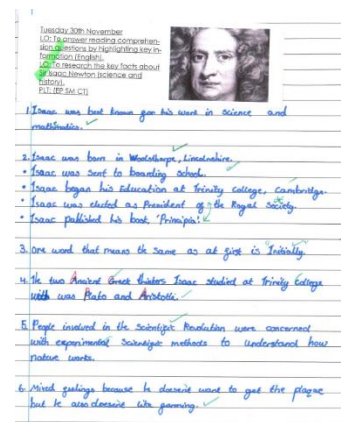 Tuesday 30th November
LO: To answer reading comprehen-
sion questions by highlighting key in-
formation (English).
LO: To research the key facts about
Sir Isaac Newton (science and
history).
PLT: IEP SM CT)
1. Isaac was best known for his work in science and
mathematics.
2. Isaac was born in Woolsthorpe, Lincolnshire.
• Isaac was sent to boarding school.
• Isaac began his Education at Trinity College, Cambridge.
• Isaac was elected as President of the Royal Society.
• Isaac published his book, 'Principia'.
3. One word that means the same as at first is Initially.
4. The two Ancient Greek thinkers Isaac studied at Trinity College
was Plato and Aristotle.
5. People involved in the Scientific Revolution were concerned
with experimental Scientific methods to understand how
nature works.
6. Mixed feelings because he doesn't want to get the plague
but he also doesn't like farming.